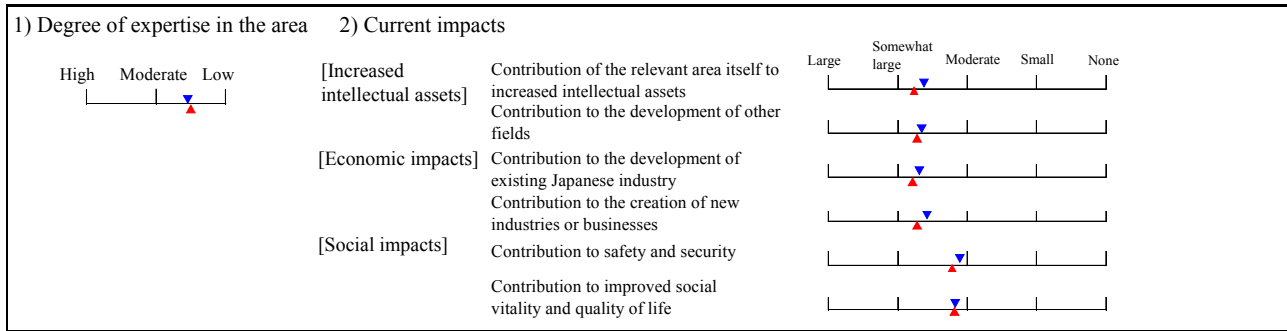 1) Degree of expertise in the area 2) Current impacts
High Moderate Low
Large Somewhat large Moderate Small None
[Increased intellectual assets]
Contribution of the relevant area itself to
increased intellectual assets
Contribution to the development of other
fields
[Economic impacts]
Contribution to the development of
existing Japanese industry
Contribution to the creation of new
industries or businesses
[Social impacts]
Contribution to safety and security
Contribution to improved social
vitality and quality of life